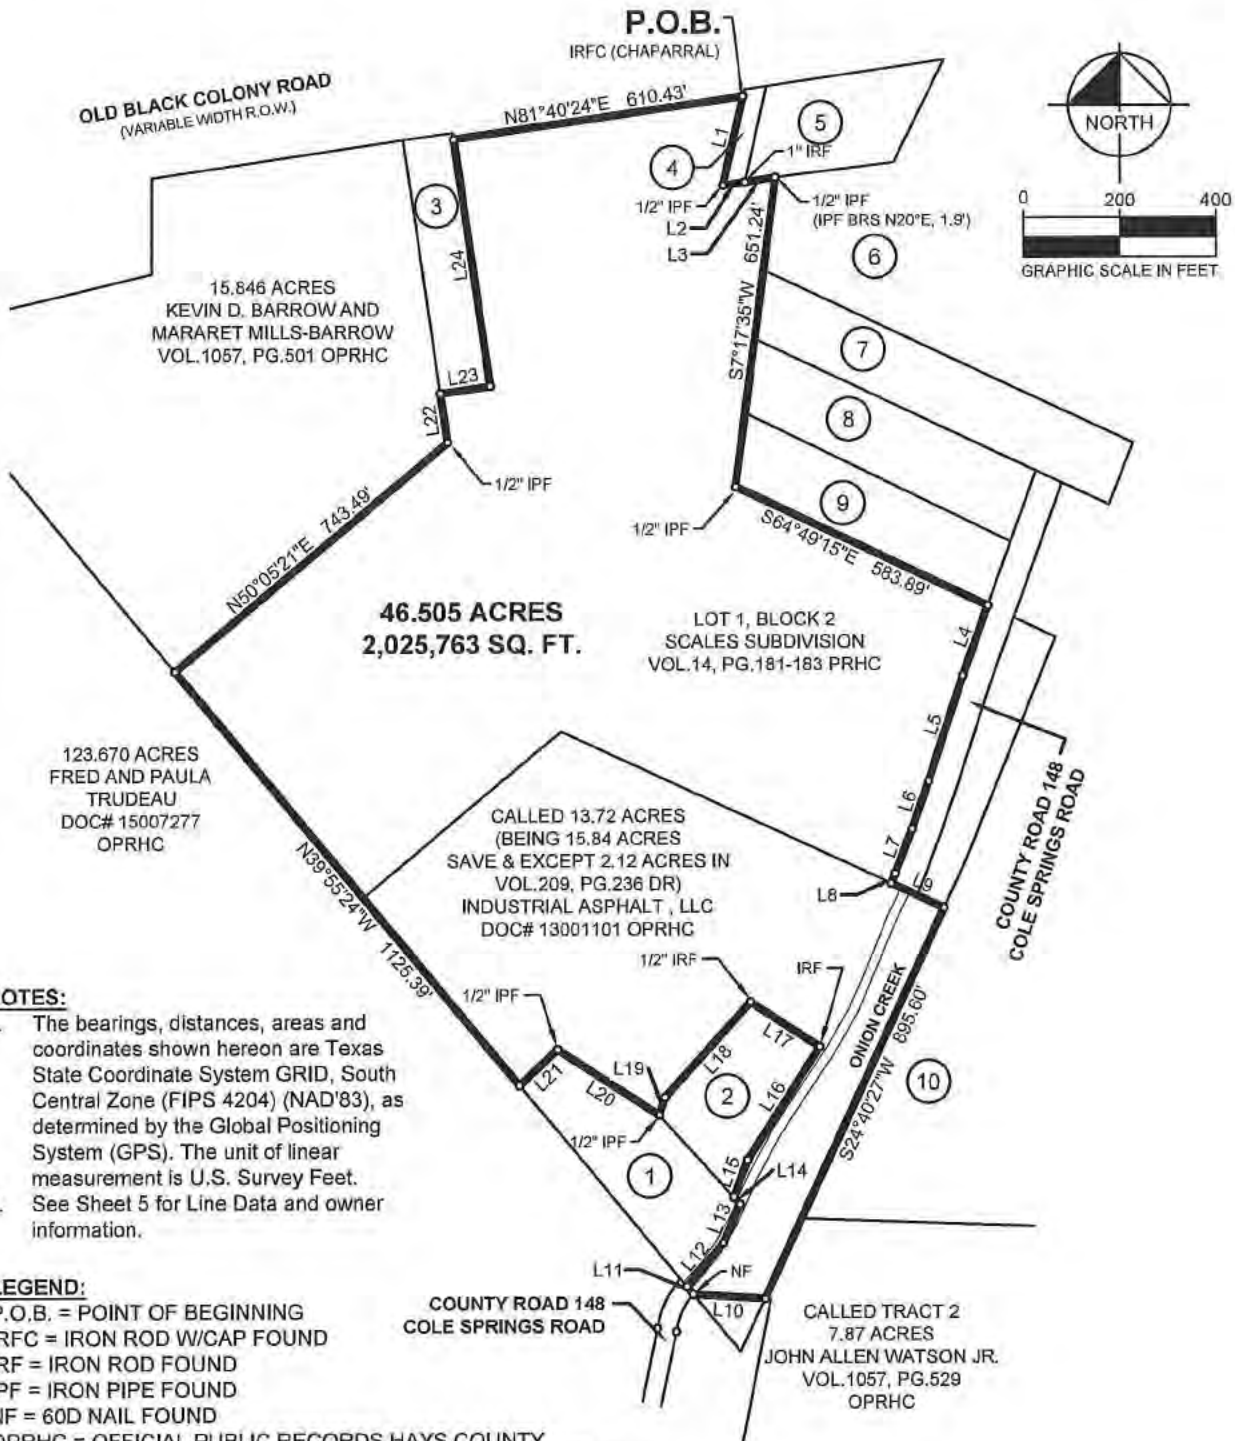 P.O.B.
IRFC (CHAPARRAL)
OLD BLACK COLONY ROAD
(VARIABLE WIDTH R.O.W.)
N81°40'24"E 610.43'
NORTH
0 200 400
GRAPHIC SCALE IN FEET
5
4
L1
1" IRF
1/2" IPF
L2
L3
1/2" IPF
(IPF BRS N20°E, 1.9')
6
3
L24
15.846 ACRES
KEVIN D. BARROW AND
MARARET MILLS-BARROW
VOL.1057, PG.501 OPRHC
S7°17'35"W 651.24'
7
8
9
L23
L22
1/2" IPF
1/2" IPF
S64°49'15"E 583.89'
N50°05'21"E 743.49'
46.505 ACRES
2,025,763 SQ. FT.
LOT 1, BLOCK 2
SCALES SUBDIVISION
VOL.14, PG.181-183 PRHC
L4
L5
L6
L7
L8
L9
COUNTY ROAD 148
COLE SPRINGS ROAD
123.670 ACRES
FRED AND PAULA
TRUDEAU
DOC# 15007277
OPRHC
N39°55'24"W 1125.39'
CALLED 13.72 ACRES
(BEING 15.84 ACRES
SAVE & EXCEPT 2.12 ACRES IN
VOL.209, PG.236 DR)
INDUSTRIAL ASPHALT , LLC
DOC# 13001101 OPRHC
1/2" IRF
IRF
1/2" IPF
L17
L18
L19
L20
L21
1/2" IPF
2
L16
ONION CREEK
S24°40'27"W 895.60'
10
1
L15
L14
L13
L12
L11
NF
L10
COUNTY ROAD 148
COLE SPRINGS ROAD
CALLED TRACT 2
7.87 ACRES
JOHN ALLEN WATSON JR.
VOL.1057, PG.529
OPRHC
OTES:
The bearings, distances, areas and
coordinates shown hereon are Texas
State Coordinate System GRID, South
Central Zone (FIPS 4204) (NAD'83), as
determined by the Global Positioning
System (GPS). The unit of linear
measurement is U.S. Survey Feet.
See Sheet 5 for Line Data and owner
information.
LEGEND:
P.O.B. = POINT OF BEGINNING
RFC = IRON ROD W/CAP FOUND
RF = IRON ROD FOUND
PF = IRON PIPE FOUND
NF = 60D NAIL FOUND
OPRHC = OFFICIAL PUBLIC RECORDS HAYS COUNTY